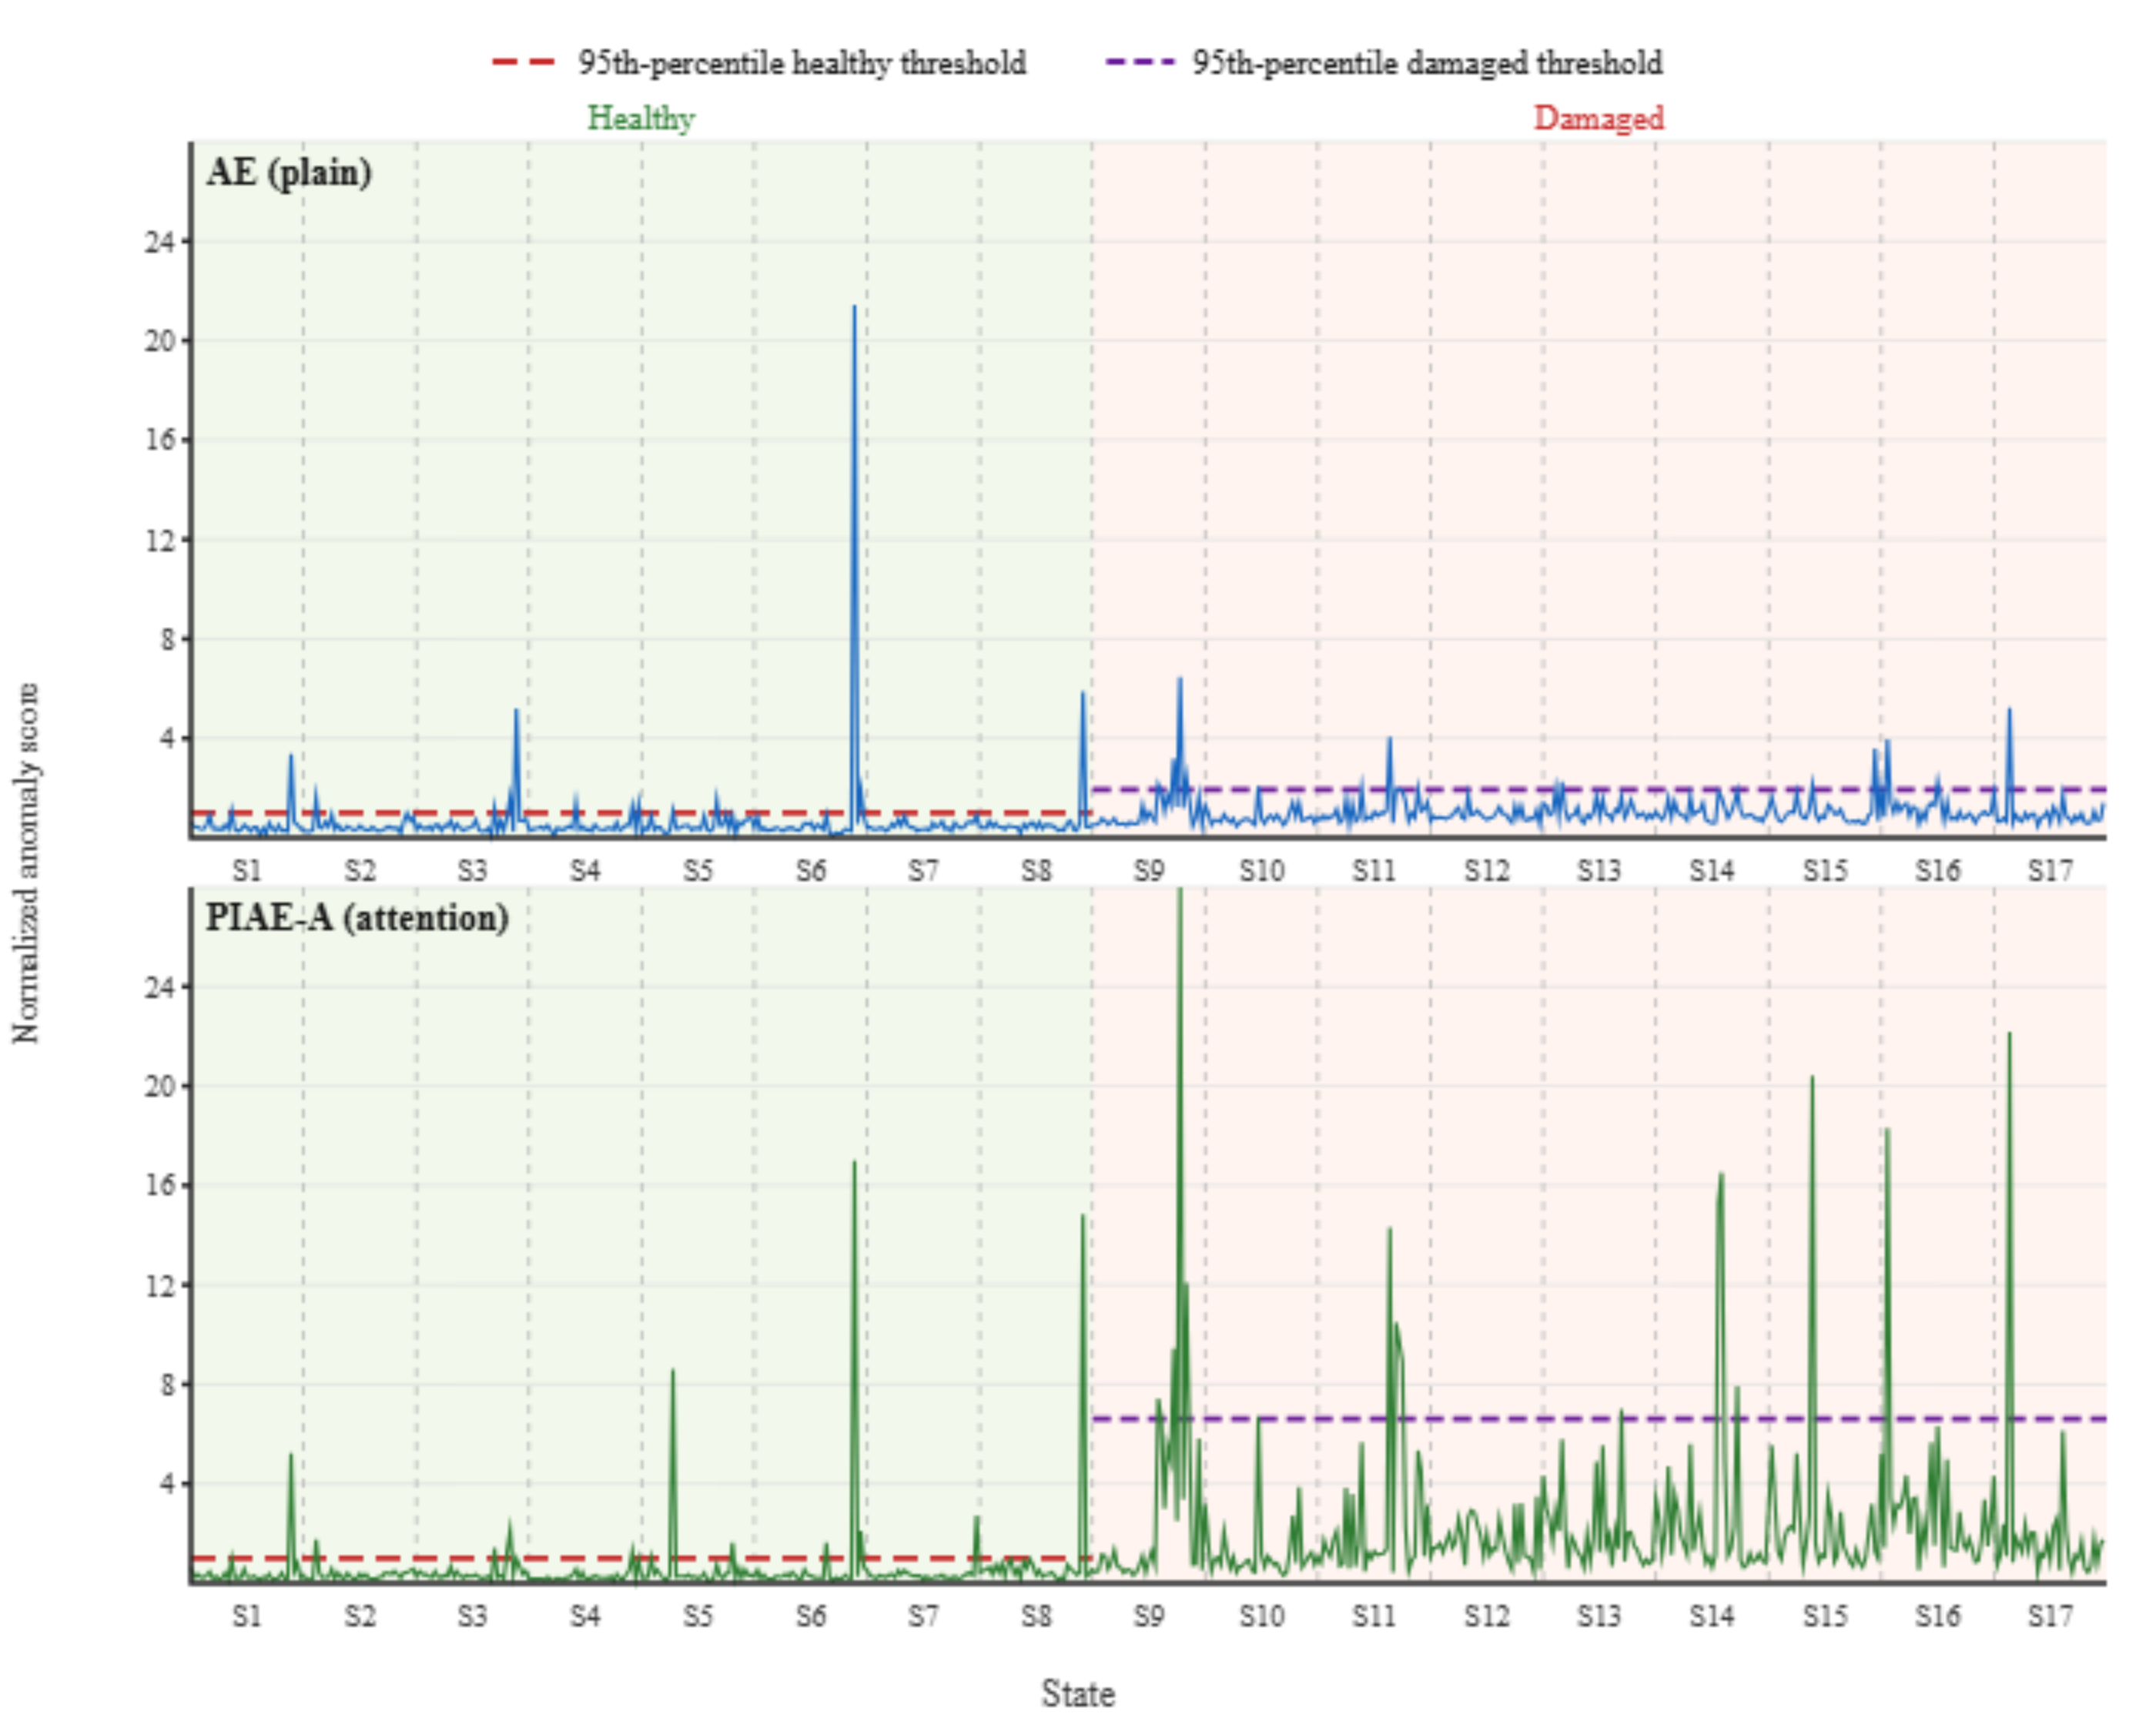 95th-percentile healthy threshold 95th-percentile damaged threshold
Healthy Damaged
AE (plain)
24
20
16
12
8
4
S1 S2 S3 S4 S5 S6 S7 S8 S9 S10 S11 S12 S13 S14 S15 S16 S17
Normalized anomaly score
PIAE-A (attention)
24
20
16
12
8
4
S1 S2 S3 S4 S5 S6 S7 S8 S9 S10 S11 S12 S13 S14 S15 S16 S17
State